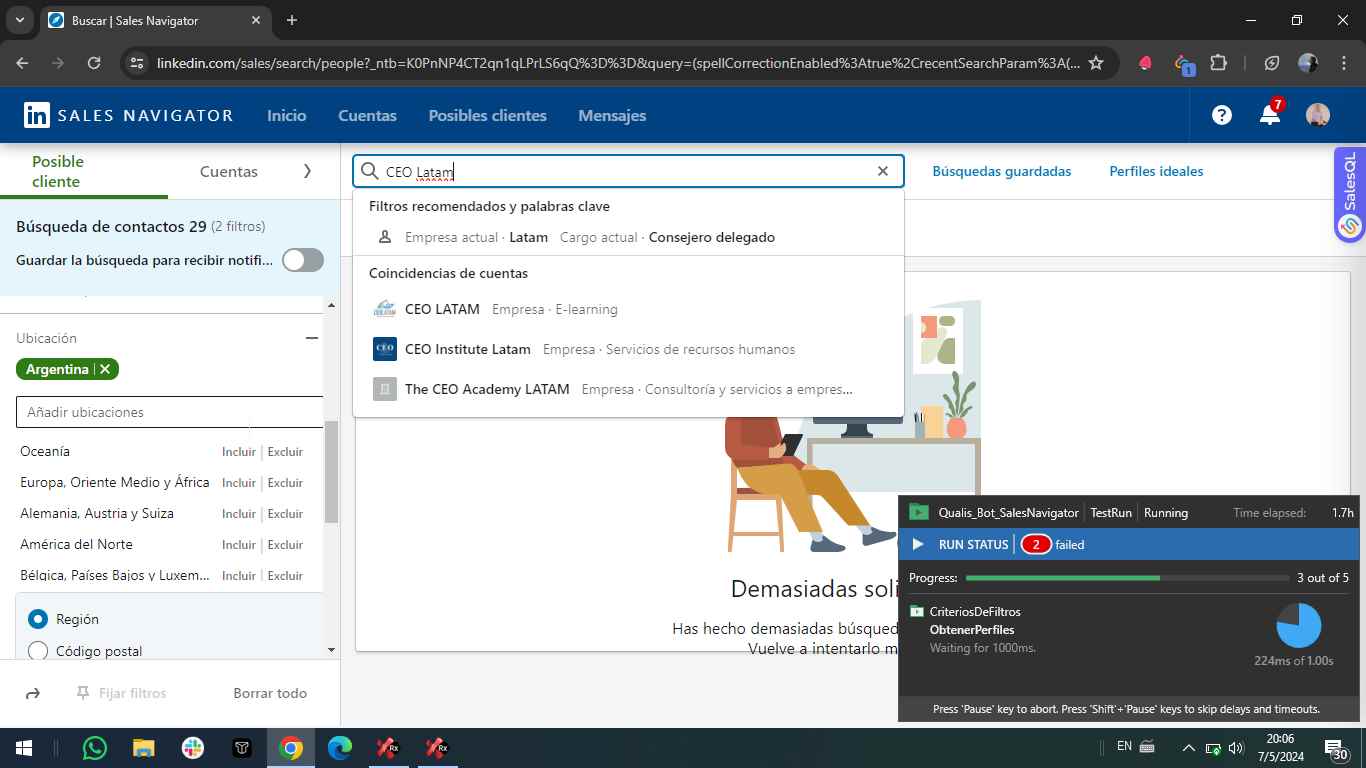 Buscar | Sales Navigator
linkedin.com/sales/search/people?_ntb=K0PnNP4CT2qn1qLPrLS6qQ%3D%3D&query=(spellCorrectionEnabled%3Atrue%2CrecentSearchParam%3A(...
1
in SALES NAVIGATOR
Inicio
Cuentas
Posibles clientes
Mensajes
7
Posible cliente
Cuentas
CEO Latam
Búsquedas guardadas
Perfiles ideales
SalesQL
Búsqueda de contactos 29 (2 filtros)
Guardar la búsqueda para recibir notifi...
Filtros recomendados y palabras clave
Empresa actual · Latam Cargo actual · Consejero delegado
Coincidencias de cuentas
CEO LATAM Empresa · E-learning
CEO Institute Latam Empresa · Servicios de recursos humanos
The CEO Academy LATAM Empresa · Consultoría y servicios a empres...
Ubicación
Argentina
Añadir ubicaciones
Oceanía Incluir Excluir
Europa, Oriente Medio y África Incluir Excluir
Alemania, Austria y Suiza Incluir Excluir
América del Norte Incluir Excluir
Bélgica, Países Bajos y Luxem... Incluir Excluir
Región
Código postal
Fijar filtros
Borrar todo
Demasiadas soli
Has hecho demasiadas búsqued
Vuelve a intentarlo m
Qualis_Bot_SalesNavigator TestRun Running Time elapsed: 1.7h
RUN STATUS 2 failed
Progress: 3 out of 5
CriteriosDeFiltros
ObtenerPerfiles
Waiting for 1000ms.
224ms of 1.00s
Press 'Pause' key to abort. Press 'Shift'+'Pause' keys to skip delays and timeouts.
Rx
Rx
EN
20:06
7/5/2024
30